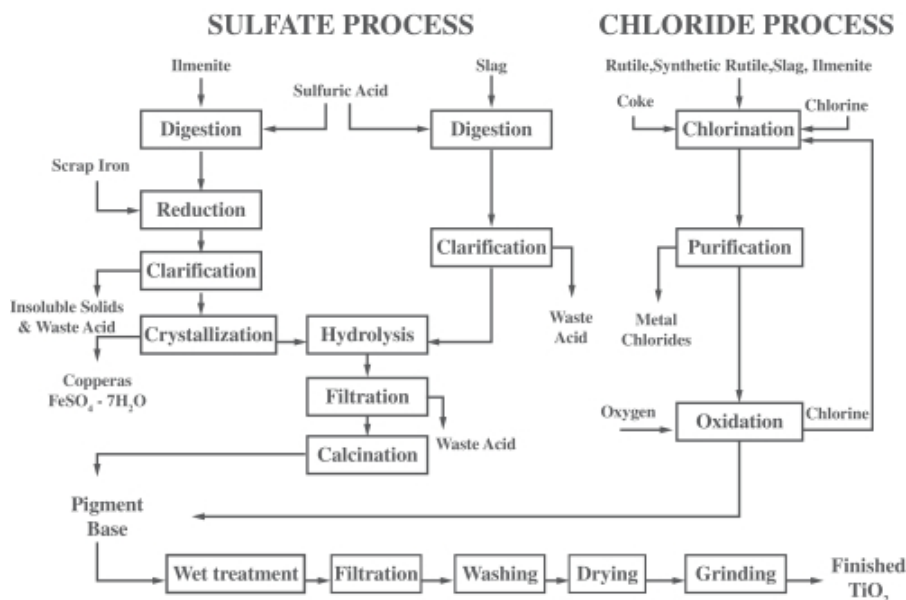 SULFATE PROCESS
CHLORIDE PROCESS
Ilmenite
Slag
Rutile,Synthetic Rutile,Slag, Ilmenite
Sulfuric Acid
Coke
Chlorine
Digestion
Digestion
Chlorination
Scrap Iron
Reduction
Clarification
Clarification
Purification
Insoluble Solids
& Waste Acid
Crystallization
Hydrolysis
Waste
Acid
Metal
Chlorides
Copperas
FeSO₄ - 7H₂O
Filtration
Waste Acid
Calcination
Oxygen
Oxidation
Chlorine
Pigment
Base
Wet treatment
Filtration
Washing
Drying
Grinding
Finished
TiO₂